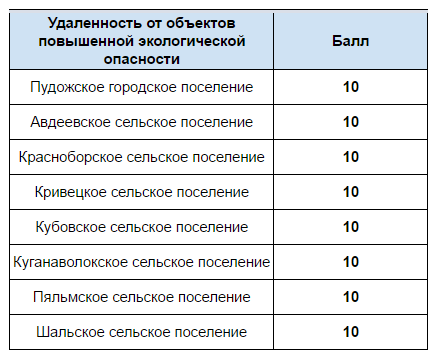 Удаленность от объектов
повышенной экологической
опасности
Балл
Пудожское городское поселение 10
Авдеевское сельское поселение 10
Красноборское сельское поселение 10
Кривецкое сельское поселение 10
Кубовское сельское поселение 10
Куганаволокское сельское поселение 10
Пяльмское сельское поселение 10
Шальское сельское поселение 10